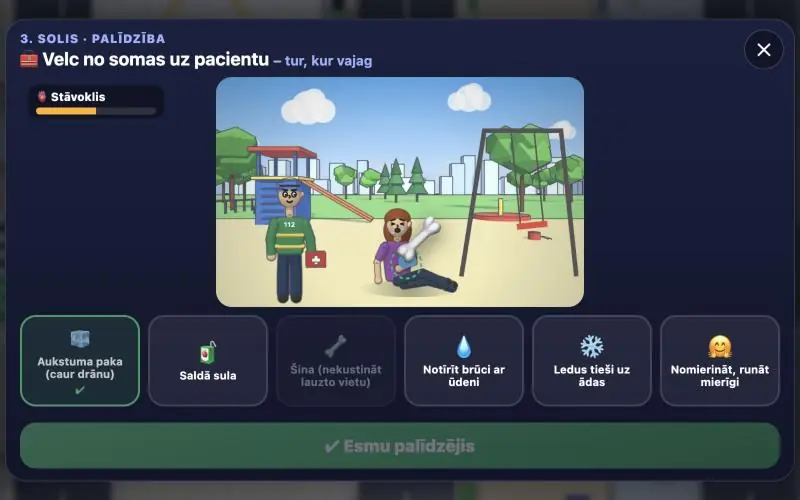 3. SOLIS · PALĪDZĪBA
Velc no somas uz pacientu – tur, kur vajag
Stāvoklis
112
Aukstuma paka
(caur drānu)
✔
Saldā sula
Šina (nekustināt
lauzto vietu)
Notīrīt brūci ar
ūdeni
Ledus tieši uz
ādas
Nomierināt, runāt
mierīgi
✔ Esmu palīdzējis